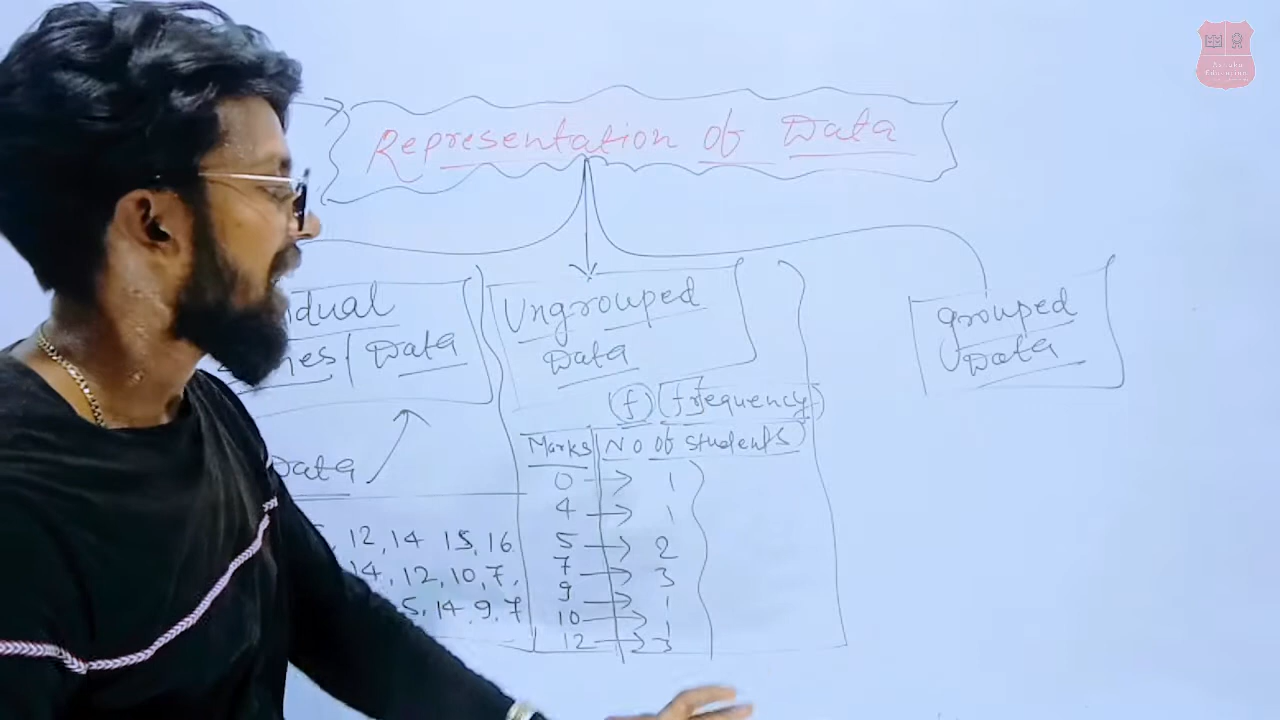 Representation of Data
idual
Data
Ungrouped
Data
grouped
Data
(f) (frequency)
Marks No of students
Data
0 → 1
4 → 1
5 → 2
7 → 3
9 → 1
10 → 1
12 → 3
, 12, 14 15, 16
14, 12, 10, 7,
5, 14, 9, 7
Education